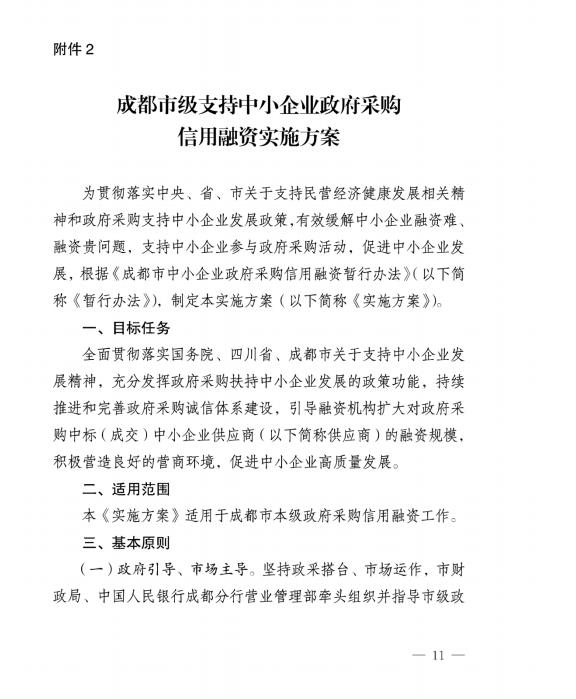 附件 2
成都市级支持中小企业政府采购
信用融资实施方案
为贯彻落实中央、省、市关于支持民营经济健康发展相关精
神和政府采购支持中小企业发展政策，有效缓解中小企业融资难、
融资贵问题，支持中小企业参与政府采购活动，促进中小企业发
展，根据《成都市中小企业政府采购信用融资暂行办法》（以下简
称《暂行办法》），制定本实施方案（以下简称《实施方案》）。
一、目标任务
全面贯彻落实国务院、四川省、成都市关于支持中小企业发
展精神，充分发挥政府采购扶持中小企业发展的政策功能，持续
推进和完善政府采购诚信体系建设，引导融资机构扩大对政府采
购中标（成交）中小企业供应商（以下简称供应商）的融资规模，
积极营造良好的营商环境，促进中小企业高质量发展。
二、适用范围
本《实施方案》适用于成都市本级政府采购信用融资工作。
三、基本原则
（一）政府引导、市场主导。坚持政采搭台、市场运作，市财
政局、中国人民银行成都分行营业管理部牵头组织并指导市级政
— 11 —